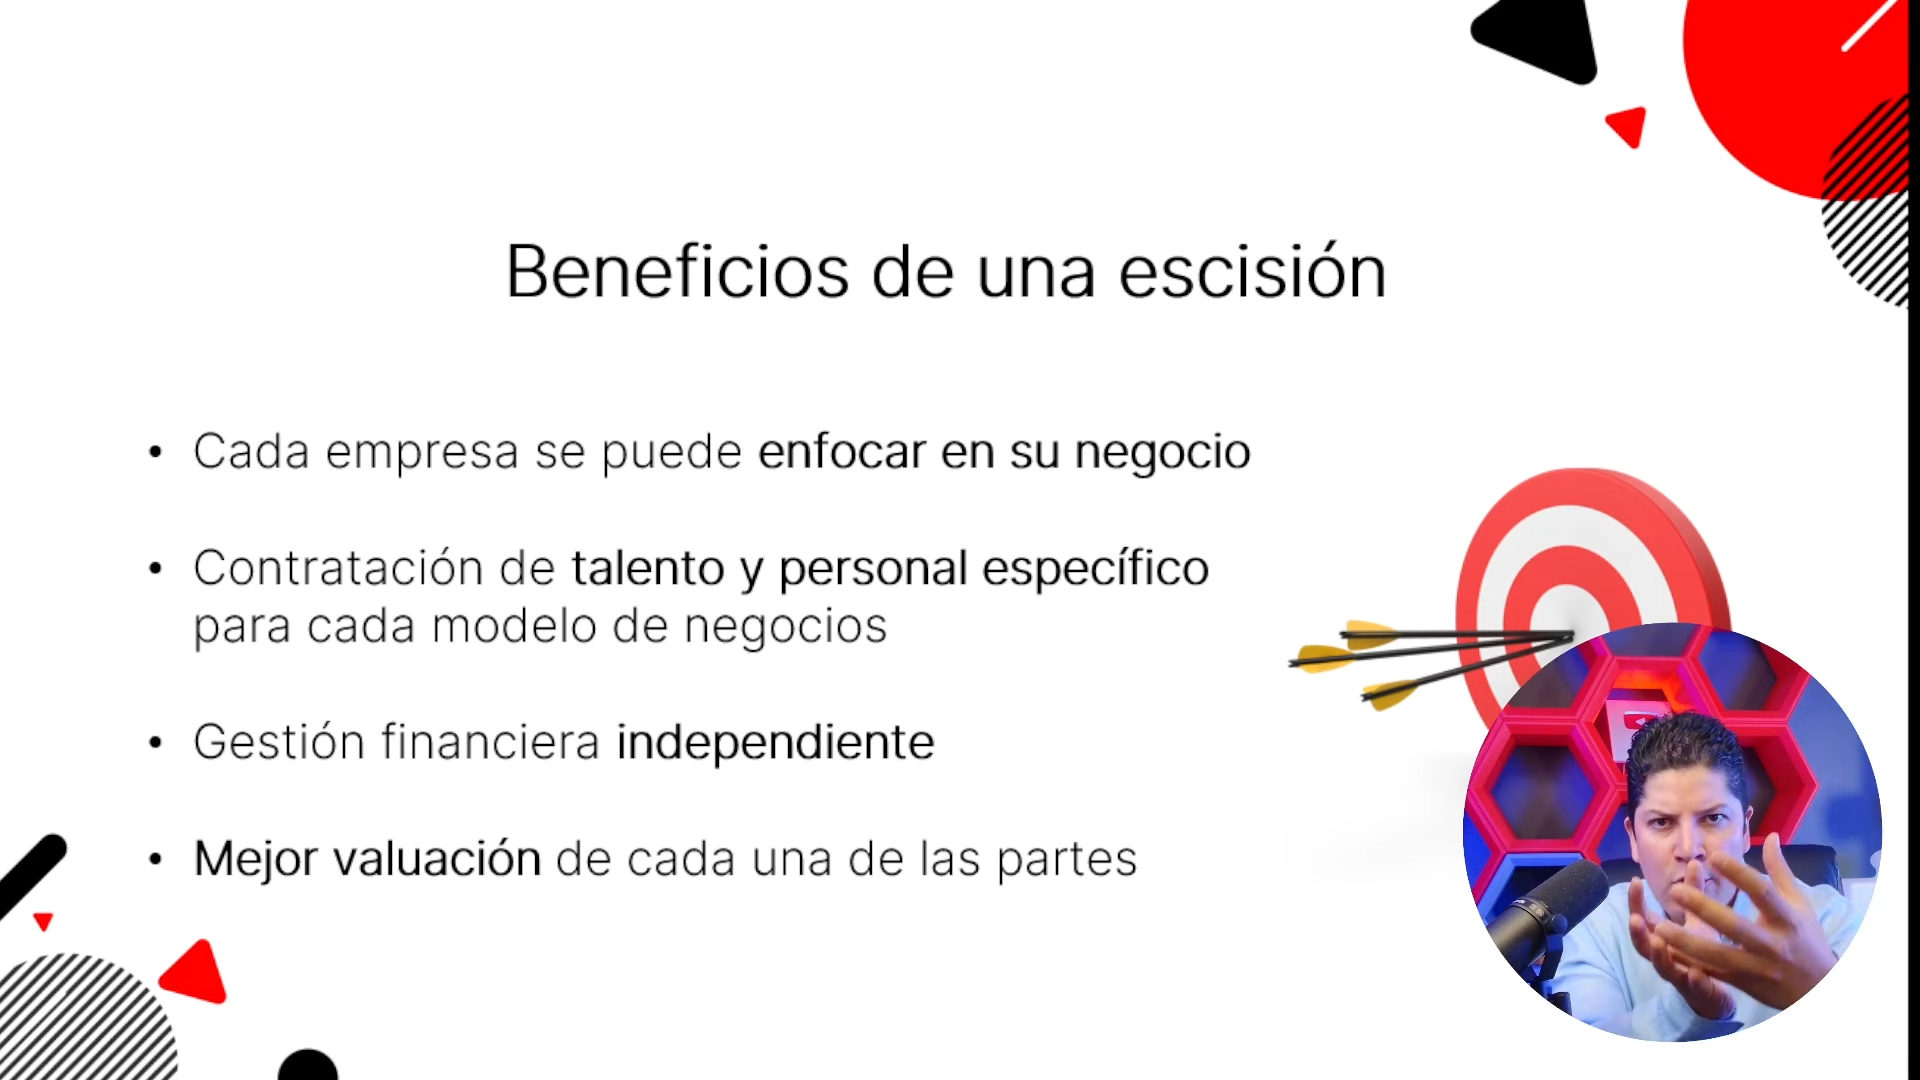 Beneficios de una escisión
• Cada empresa se puede enfocar en su negocio
• Contratación de talento y personal específico
para cada modelo de negocios
• Gestión financiera independiente
• Mejor valuación de cada una de las partes